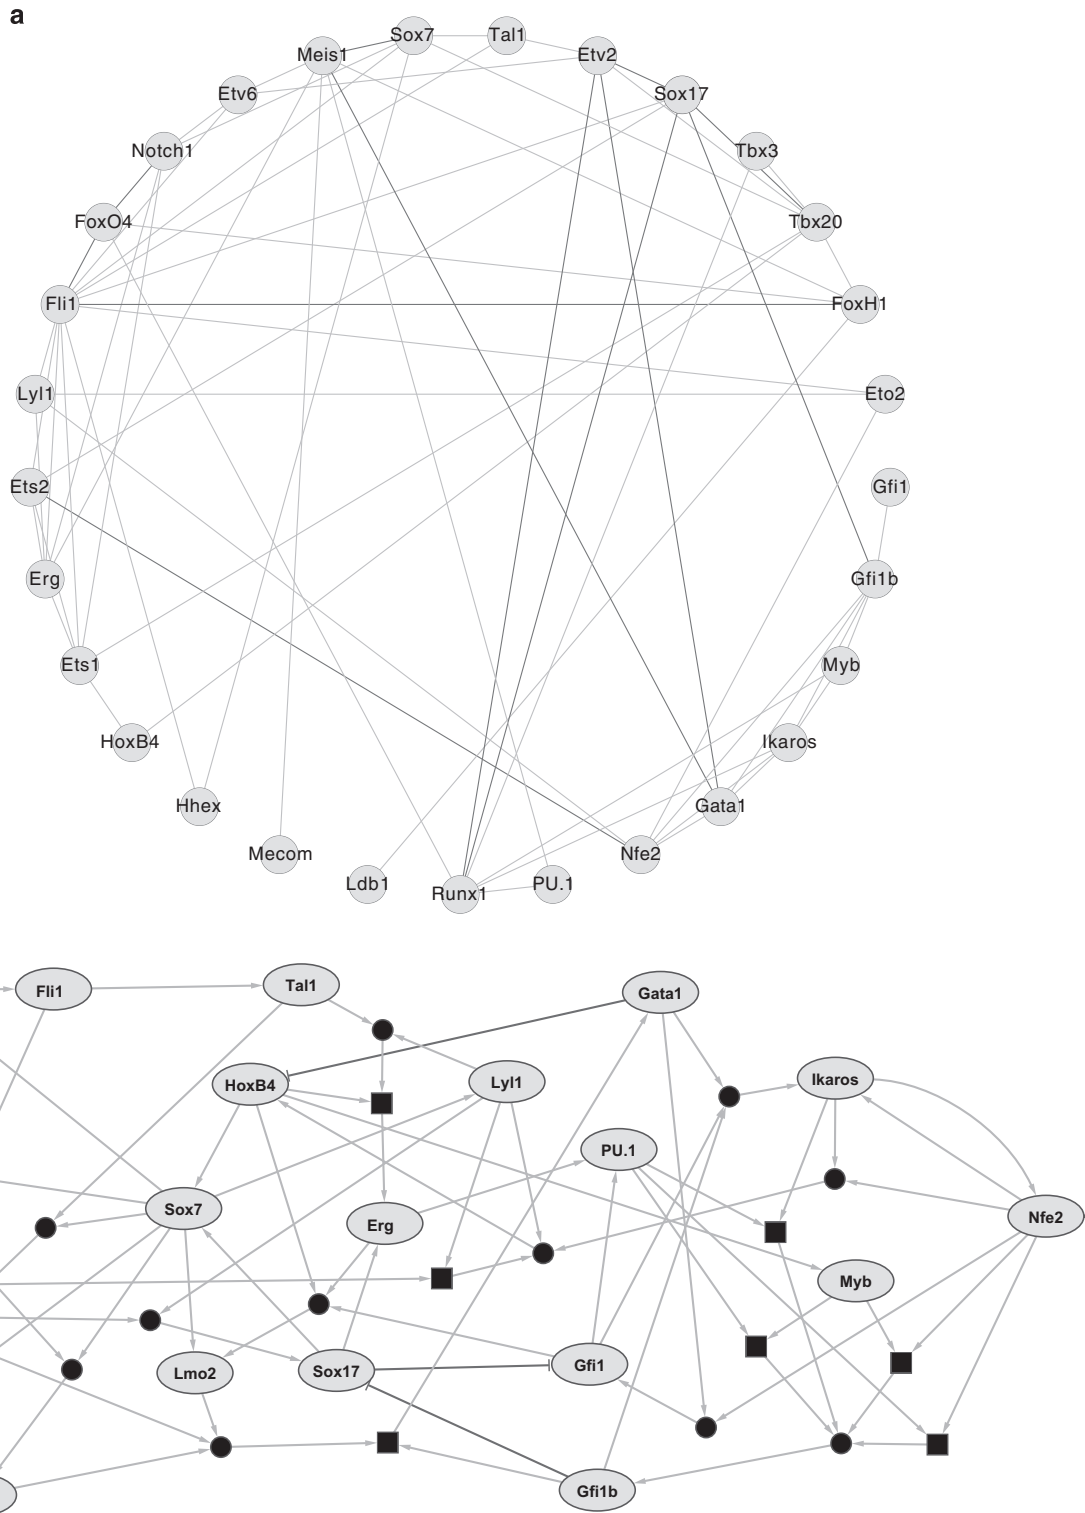 a
Sox7
Tal1
Meis1
Etv2
Etv6
Sox17
Notch1
Tbx3
FoxO4
Tbx20
Fli1
FoxH1
Lyl1
Eto2
Ets2
Gfi1
Erg
Gfi1b
Ets1
Myb
HoxB4
Ikaros
Hhex
Gata1
Mecom
Nfe2
Ldb1
Runx1
PU.1
Fli1
Tal1
Gata1
HoxB4
Lyl1
Ikaros
PU.1
Sox7
Erg
Nfe2
Myb
Lmo2
Sox17
Gfi1
Gfi1b